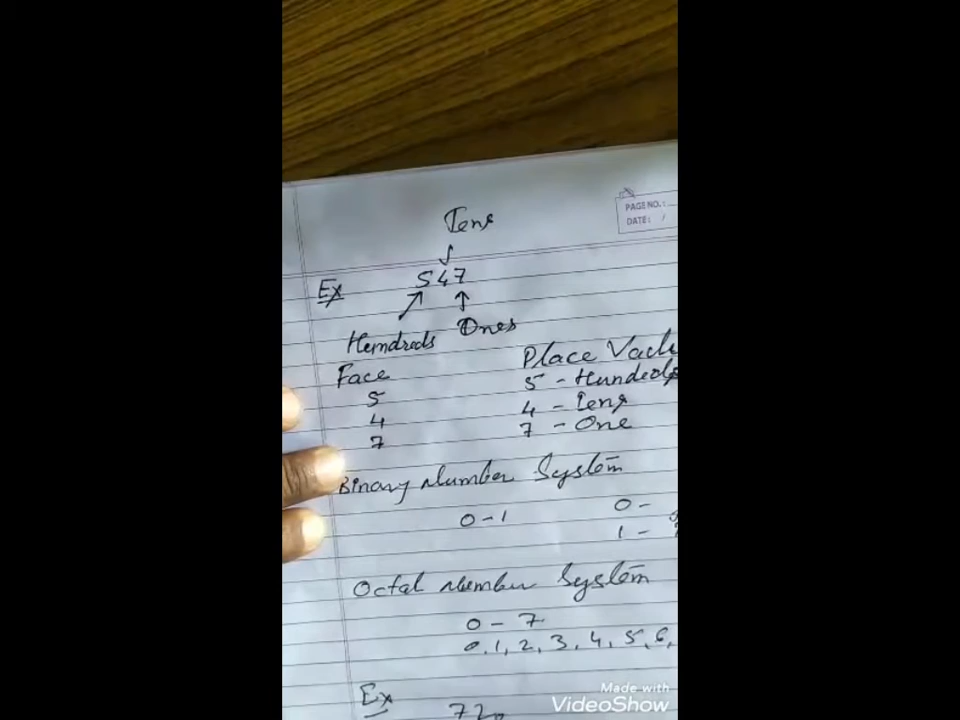 Tens
PAGE NO.:
DATE: /
Ex 547
Hemdreds Ones
Face Place
5 5 - Hundreds
4 4 - Tens
7 7 - One
Binary Number System
0-1 0-
1-
Octal Number System
0 - 7
0,1, 2, 3, 4, 5, 6,
Ex
72
Made with
VideoShow